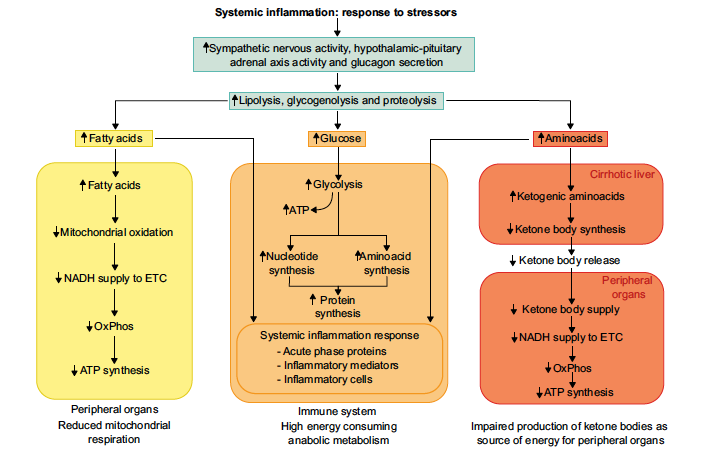 Systemic inflammation: response to stressors
↑Sympathetic nervous activity, hypothalamic-pituitary
adrenal axis activity and glucagon secretion
↑Lipolysis, glycogenolysis and proteolysis
↑Fatty acids
↑Glucose
↑Aminoacids
↑Fatty acids
↓Mitochondrial oxidation
↓NADH supply to ETC
↓OxPhos
↓ATP synthesis
Peripheral organs
Reduced mitochondrial
respiration
↑Glycolysis
↑ATP
↑Nucleotide
synthesis
↑Aminoacid
synthesis
↑Protein
synthesis
Systemic inflammation response
- Acute phase proteins
- Inflammatory mediators
- Inflammatory cells
Immune system
High energy consuming
anabolic metabolism
Cirrhotic liver
↑Ketogenic aminoacids
↓Ketone body synthesis
↓Ketone body release
Peripheral
organs
↓Ketone body supply
↓NADH supply to ETC
↓OxPhos
↓ATP synthesis
Impaired production of ketone bodies as
source of energy for peripheral organs